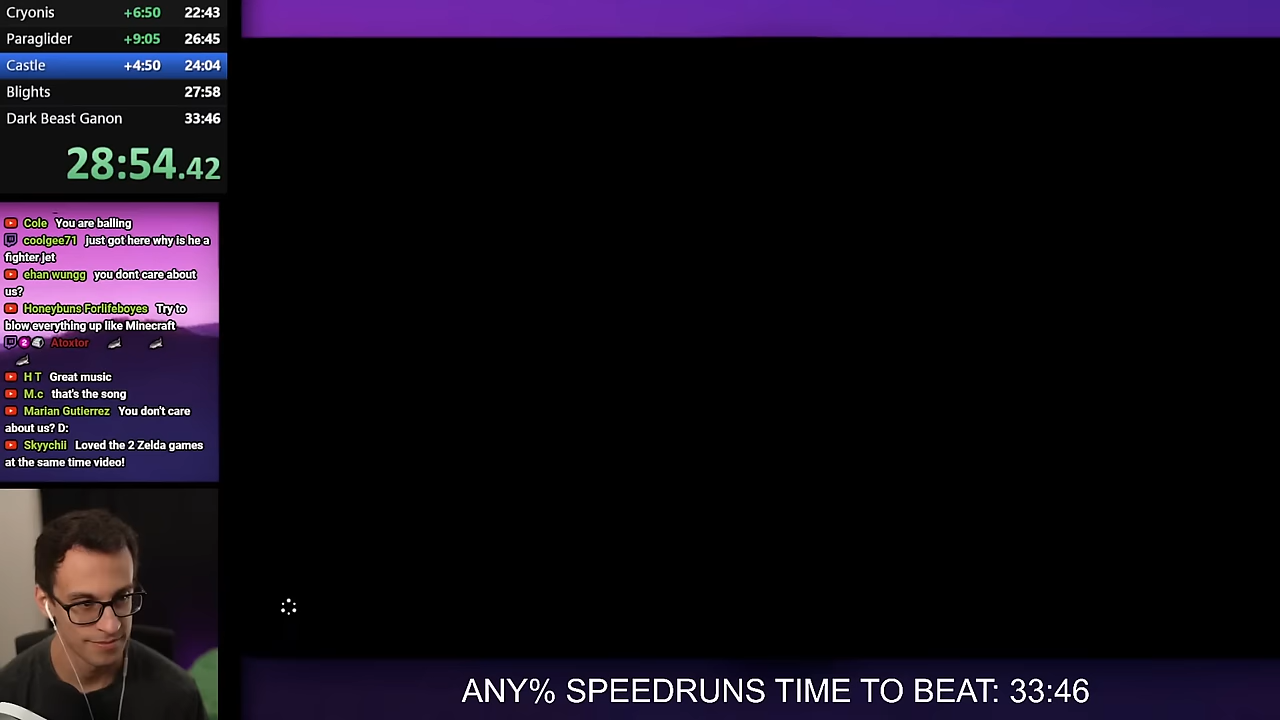 Cryonis +6:50 22:43
Paraglider +9:05 26:45
Castle +4:50 24:04
Blights 27:58
Dark Beast Ganon 33:46
28:54.42
Cole You are balling
coolgee71 just got here why is he a
fighter jet
ehan wungg you dont care about
us?
Honeybuns Forlifeboyes Try to
blow everything up like Minecraft
2 Atoxtor
H T Great music
M.c that's the song
Marian Gutierrez You don't care
about us? D:
Skyychii Loved the 2 Zelda games
at the same time video!
ANY% SPEEDRUNS TIME TO BEAT: 33:46